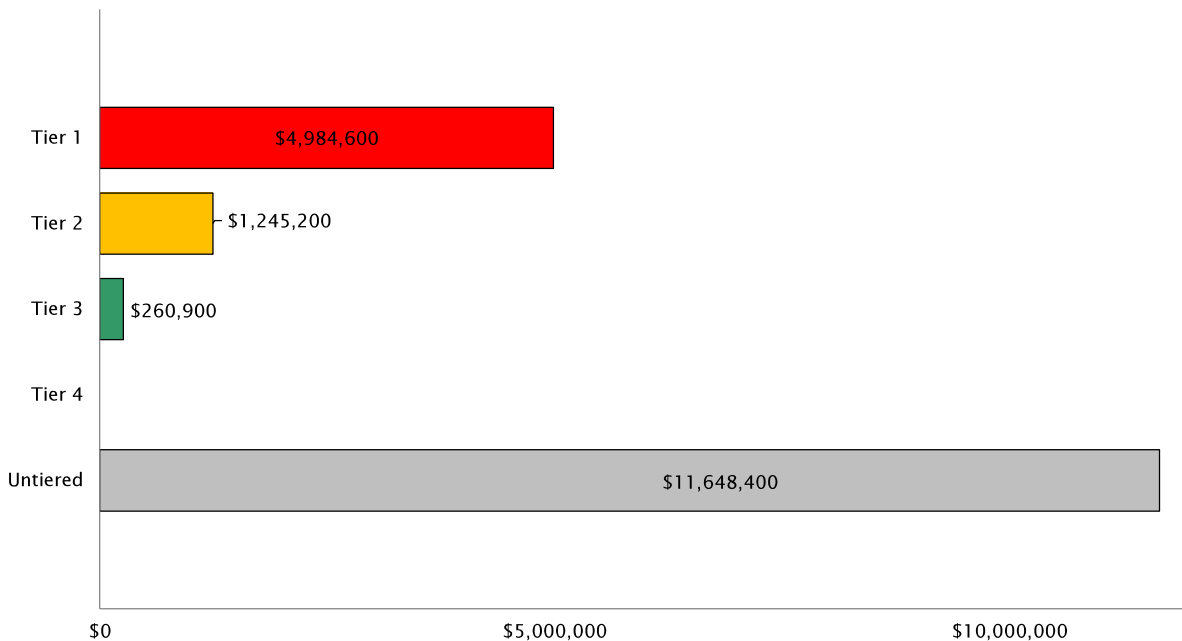 Tier 1
$4,984,600
Tier 2
$1,245,200
Tier 3
$260,900
Tier 4
Untiered
$11,648,400
$0 $5,000,000 $10,000,000